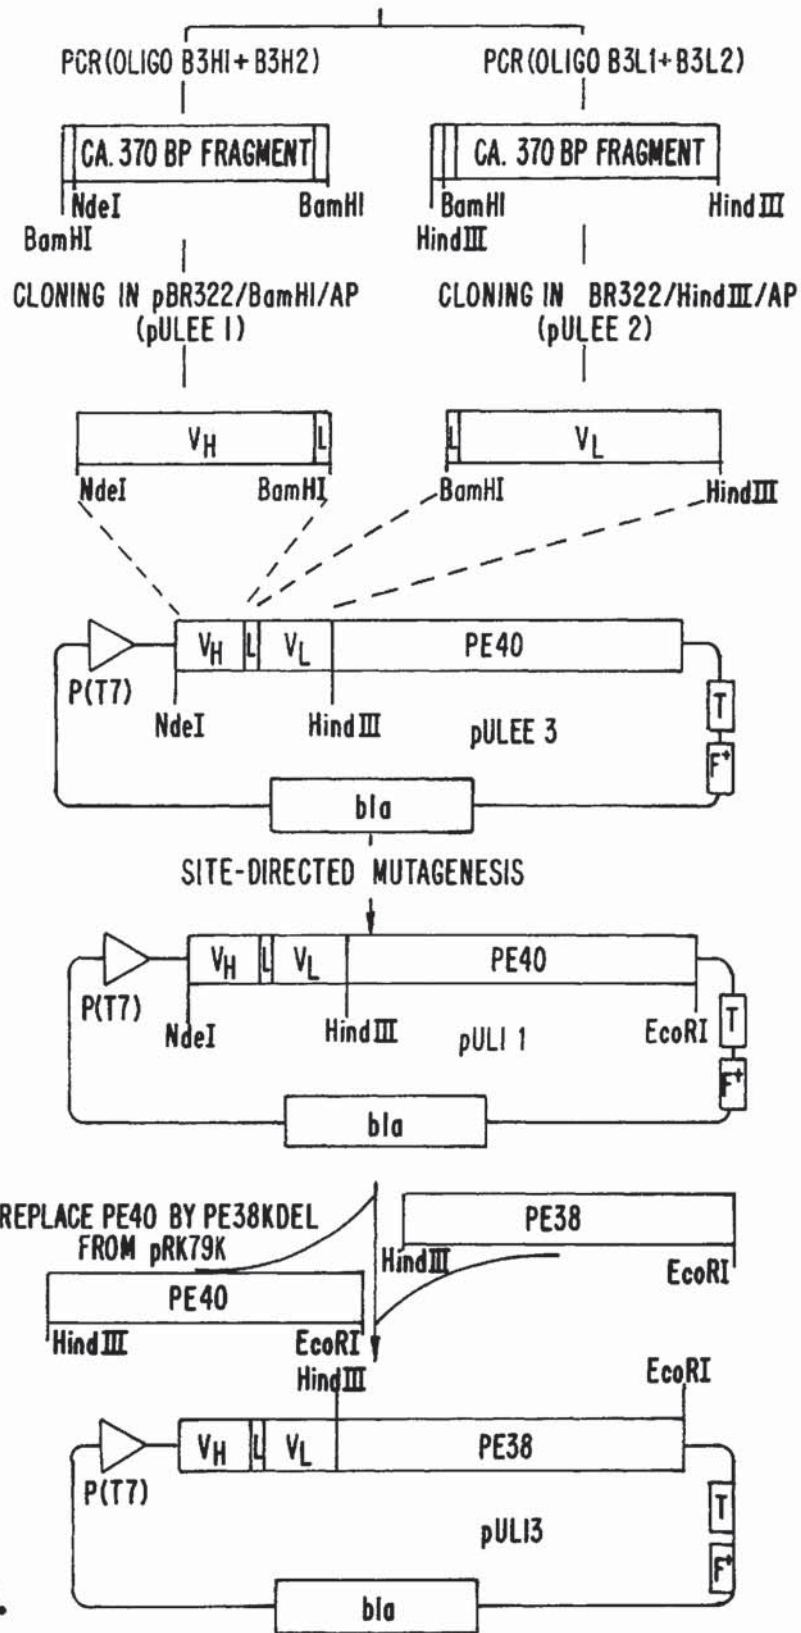 PCR(OLIGO B3H1+B3H2)
PCR(OLIGO B3L1+B3L2)
CA. 370 BP FRAGMENT
CA. 370 BP FRAGMENT
NdeI
BamHI
BamHI
HindIII
BamHI
HindIII
CLONING IN pBR322/BamHI/AP
(pULEE 1)
CLONING IN BR322/HindIII/AP
(pULEE 2)
VH
L
L
VL
NdeI
BamHI
BamHI
HindIII
VH
L
VL
PE40
P(T7)
NdeI
HindIII
pULEE 3
T
F+
bla
SITE-DIRECTED MUTAGENESIS
VH
L
VL
PE40
P(T7)
NdeI
HindIII
pULI 1
EcoRI
T
F+
bla
REPLACE PE40 BY PE38KDEL
FROM pRK79K
PE38
HindIII
EcoRI
PE40
HindIII
EcoRI
HindIII
EcoRI
VH
L
VL
PE38
P(T7)
pULI3
T
F+
bla